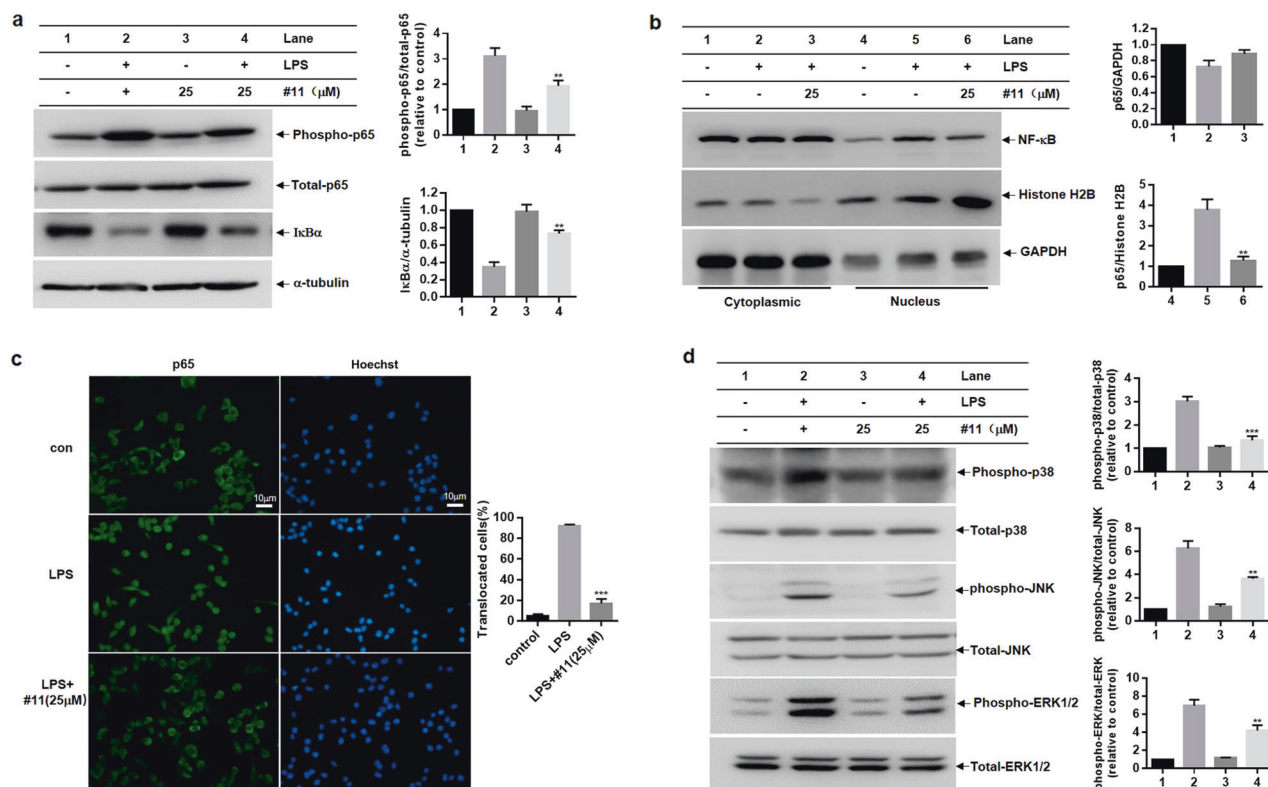 a
1 2 3 4 Lane
- + - + LPS
- + 25 25 #11 (μM)
Phospho-p65
Total-p65
IκBα
α-tubulin
phospho-p65/total-p65
(relative to control)
4
3
2
1
0
1 2 3 4
**
IκBα/α-tubulin
1.2
1.0
0.8
0.6
0.4
0.2
0.0
1 2 3 4
**
b
1 2 3 4 5 6 Lane
- + + - + + LPS
- - 25 - - 25 #11 (μM)
NF-κB
Histone H2B
GAPDH
Cytoplasmic Nucleus
p65/GAPDH
1.2
1.0
0.8
0.6
0.4
0.2
0.0
1 2 3
p65/Histone H2B
5
4
3
2
1
0
4 5 6
**
c
p65 Hoechst
con
10μm 10μm
LPS
LPS+
#11(25μM)
Translocated cells(%)
100
80
60
40
20
0
***
control
LPS
LPS+#11(25μM)
d
1 2 3 4 Lane
- + - + LPS
- + 25 25 #11 (μM)
Phospho-p38
Total-p38
phospho-JNK
Total-JNK
Phospho-ERK1/2
Total-ERK1/2
phospho-p38/total-p38
(relative to control)
4
3
2
1
0
1 2 3 4
***
phospho-JNK/total-JNK
(relative to control)
8
6
4
2
0
1 2 3 4
**
phospho-ERK/total-ERK
(relative to control)
10
8
6
4
2
0
1 2 3 4
**